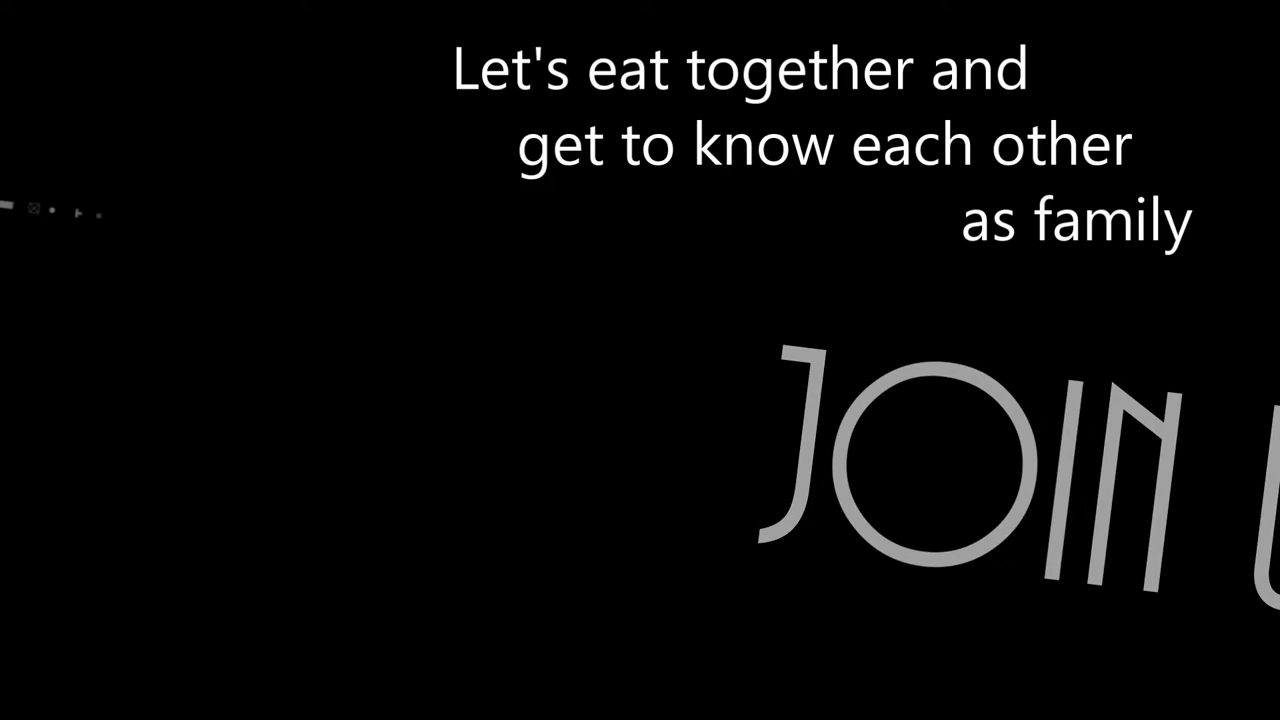 Let's eat together and
get to know each other
as family
JOIN